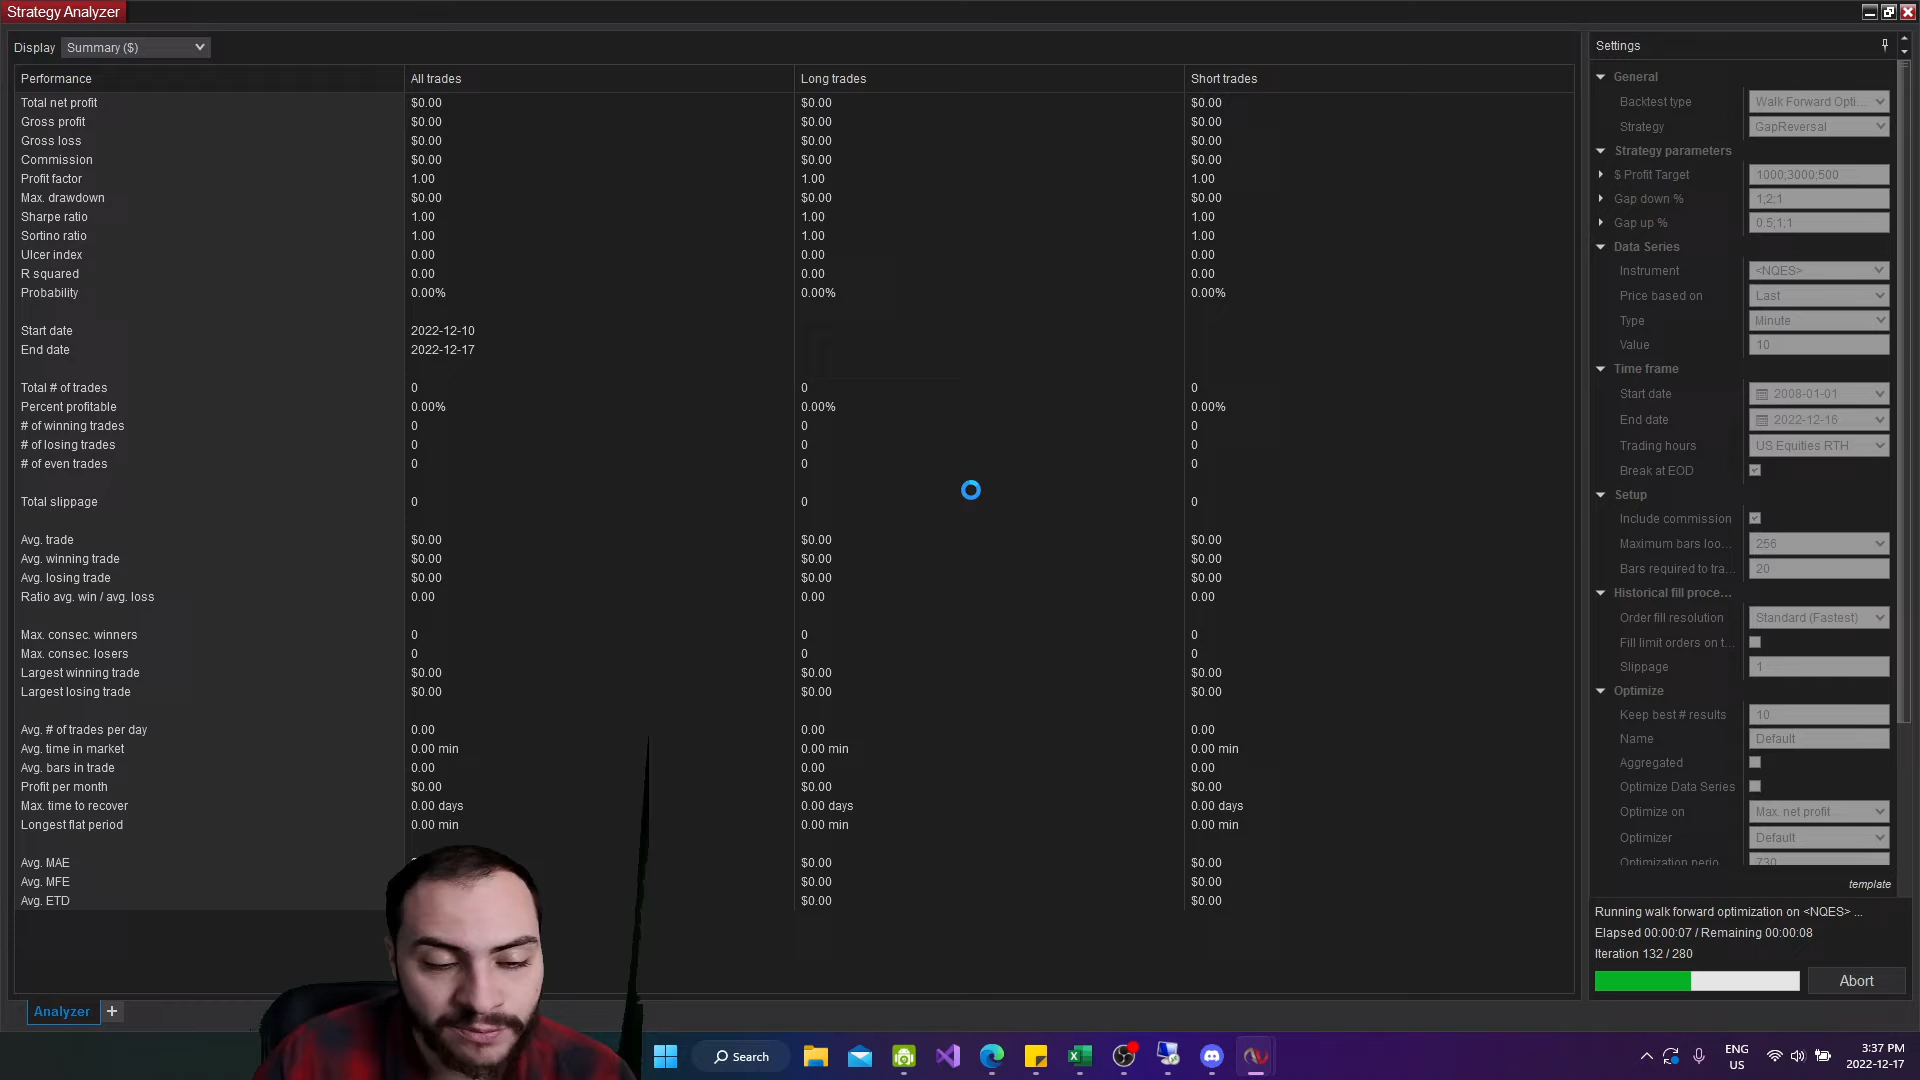 Strategy Analyzer
Display Summary ($)
Performance All trades Long trades Short trades
Total net profit $0.00 $0.00 $0.00
Gross profit $0.00 $0.00 $0.00
Gross loss $0.00 $0.00 $0.00
Commission $0.00 $0.00 $0.00
Profit factor 1.00 1.00 1.00
Max. drawdown $0.00 $0.00 $0.00
Sharpe ratio 1.00 1.00 1.00
Sortino ratio 1.00 1.00 1.00
Ulcer index 0.00 0.00 0.00
R squared 0.00 0.00 0.00
Probability 0.00% 0.00% 0.00%
Start date 2022-12-10
End date 2022-12-17
Total # of trades 0 0 0
Percent profitable 0.00% 0.00% 0.00%
# of winning trades 0 0 0
# of losing trades 0 0 0
# of even trades 0 0 0
Total slippage 0 0 0
Avg. trade $0.00 $0.00 $0.00
Avg. winning trade $0.00 $0.00 $0.00
Avg. losing trade $0.00 $0.00 $0.00
Ratio avg. win / avg. loss 0.00 0.00 0.00
Max. consec. winners 0 0 0
Max. consec. losers 0 0 0
Largest winning trade $0.00 $0.00 $0.00
Largest losing trade $0.00 $0.00 $0.00
Avg. # of trades per day 0.00 0.00 0.00
Avg. time in market 0.00 min 0.00 min 0.00 min
Avg. bars in trade 0.00 0.00 0.00
Profit per month $0.00 $0.00 $0.00
Max. time to recover 0.00 days 0.00 days 0.00 days
Longest flat period 0.00 min 0.00 min 0.00 min
Avg. MAE $0.00 $0.00
Avg. MFE $0.00 $0.00
Avg. ETD $0.00 $0.00
Analyzer +
Settings
General
Backtest type Walk Forward Opti...
Strategy GapReversal
Strategy parameters
$ Profit Target 1000;3000;500
Gap down % 1;2;1
Gap up % 0.5;1;1
Data Series
Instrument <NQES>
Price based on Last
Type Minute
Value 10
Time frame
Start date 2008-01-01
End date 2022-12-16
Trading hours US Equities RTH
Break at EOD
Setup
Include commission
Maximum bars loo... 256
Bars required to tra... 20
Historical fill proce...
Order fill resolution Standard (Fastest)
Fill limit orders on t...
Slippage 1
Optimize
Keep best # results 10
Name Default
Aggregated
Optimize Data Series
Optimize on Max. net profit
Optimizer Default
Optimization perio 730
template
Running walk forward optimization on <NQES> ...
Elapsed 00:00:07 / Remaining 00:00:08
Iteration 132 / 280
Abort
Search
ENG
US
3:37 PM
2022-12-17